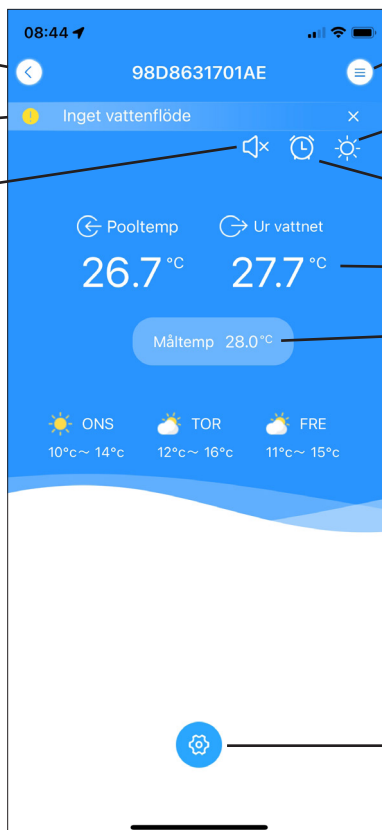 08:44
98D8631701AE
Inget vattenflöde
Pooltemp Ur vattnet
26.7 °C 27.7 °C
Måltemp 28.0°C
ONS TOR FRE
10°c~ 14°c 12°c~ 16°c 11°c~ 15°c